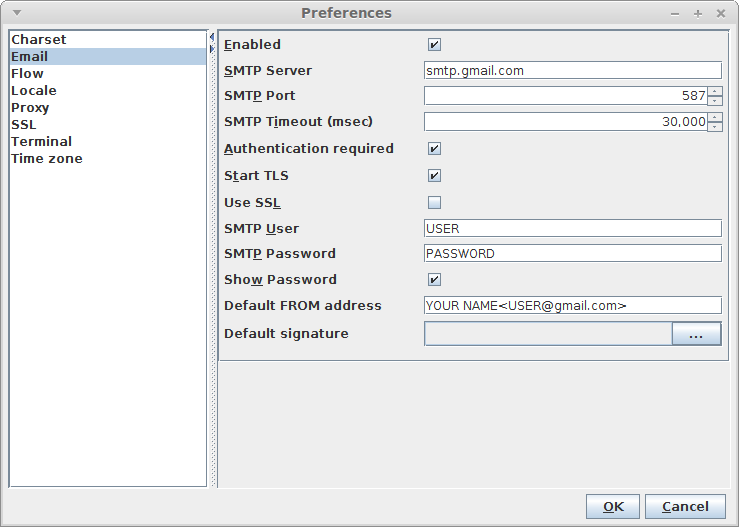 Preferences
Charset
Email
Flow
Locale
Proxy
SSL
Terminal
Time zone
Enabled
SMTP Server smtp.gmail.com
SMTP Port 587
SMTP Timeout (msec) 30,000
Authentication required
Start TLS
Use SSL
SMTP User USER
SMTP Password PASSWORD
Show Password
Default FROM address YOUR NAME<USER@gmail.com>
Default signature ...
OK Cancel